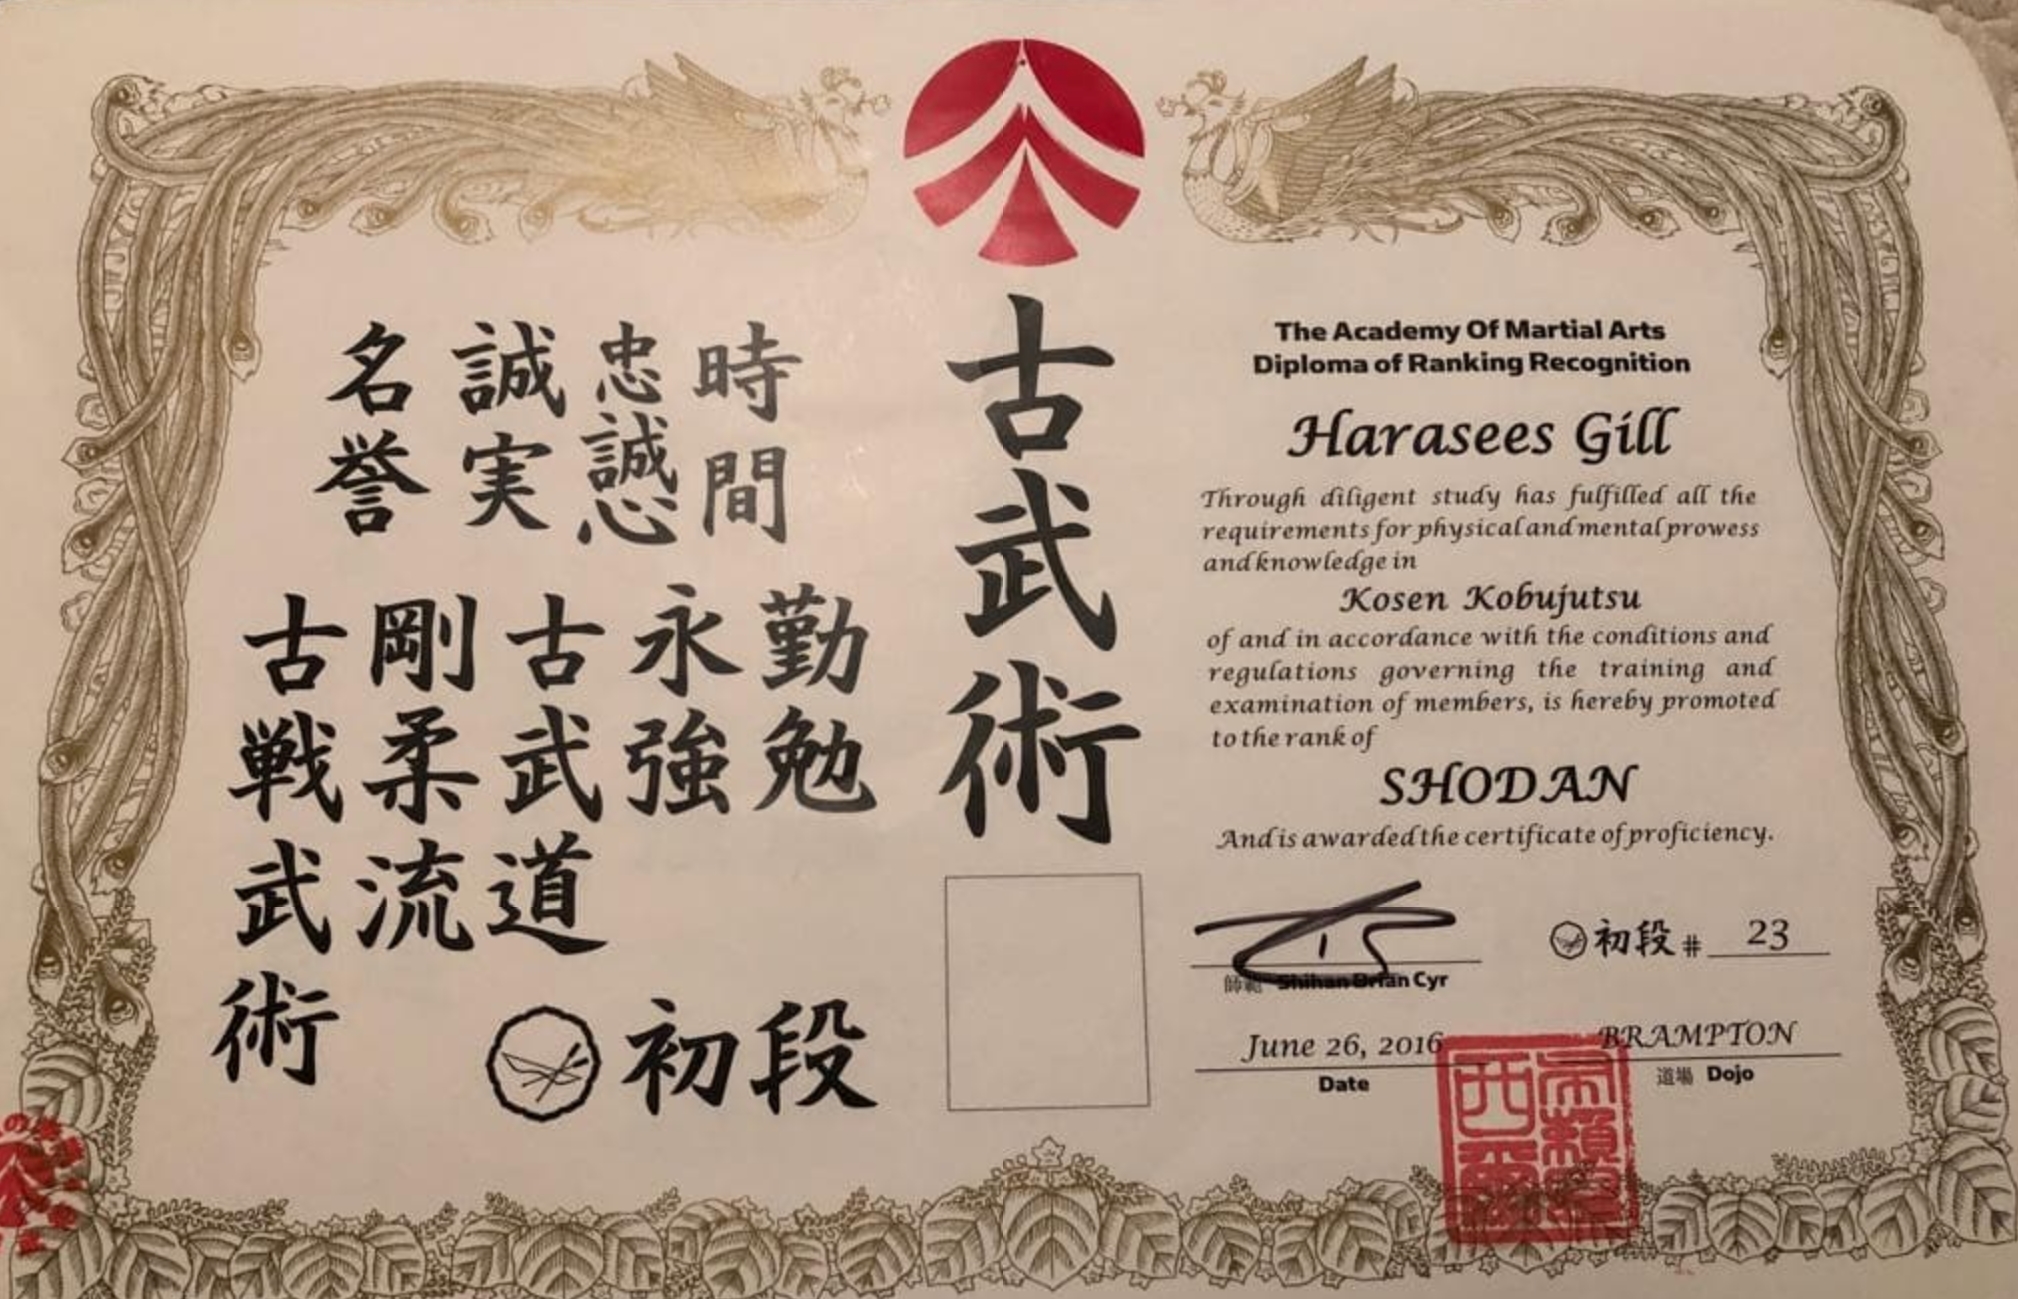 名誉
誠実
忠誠心
時間
古戦武術
剛柔流
古武道
永強
勤勉
初段
古武術
The Academy Of Martial Arts
Diploma of Ranking Recognition
Harasees Gill
Through diligent study has fulfilled all the
requirements for physical and mental prowess
and knowledge in
Kosen Kobujutsu
of and in accordance with the conditions and
regulations governing the training and
examination of members, is hereby promoted
to the rank of
SHODAN
And is awarded the certificate of proficiency.
初段 # 23
師範 Shihan Brian Cyr
June 26, 2016
Date
BRAMPTON
道場 Dojo